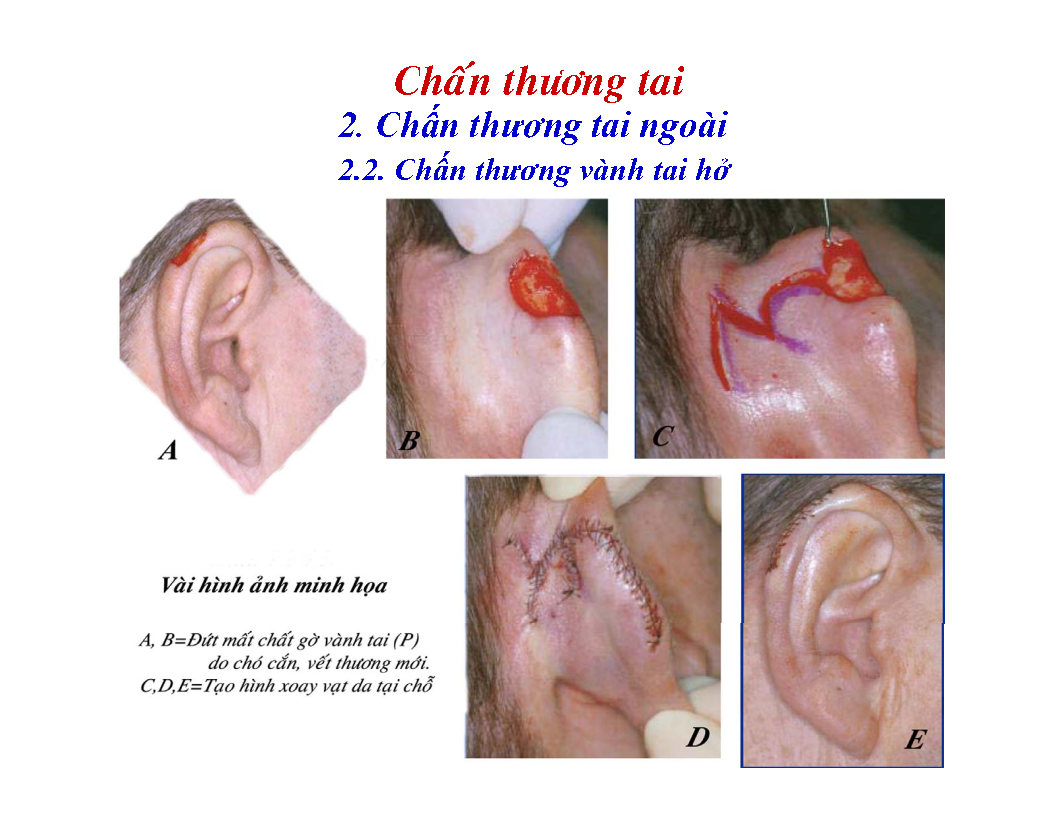 Chấn thương tai
2. Chấn thương tai ngoài
2.2. Chấn thương vành tai hở
A
B
C
D
E
Vài hình ảnh minh họa
A, B=Đứt mất chất gờ vành tai (P)
do chó cắn, vết thương mới.
C,D,E=Tạo hình xoay vạt da tại chỗ